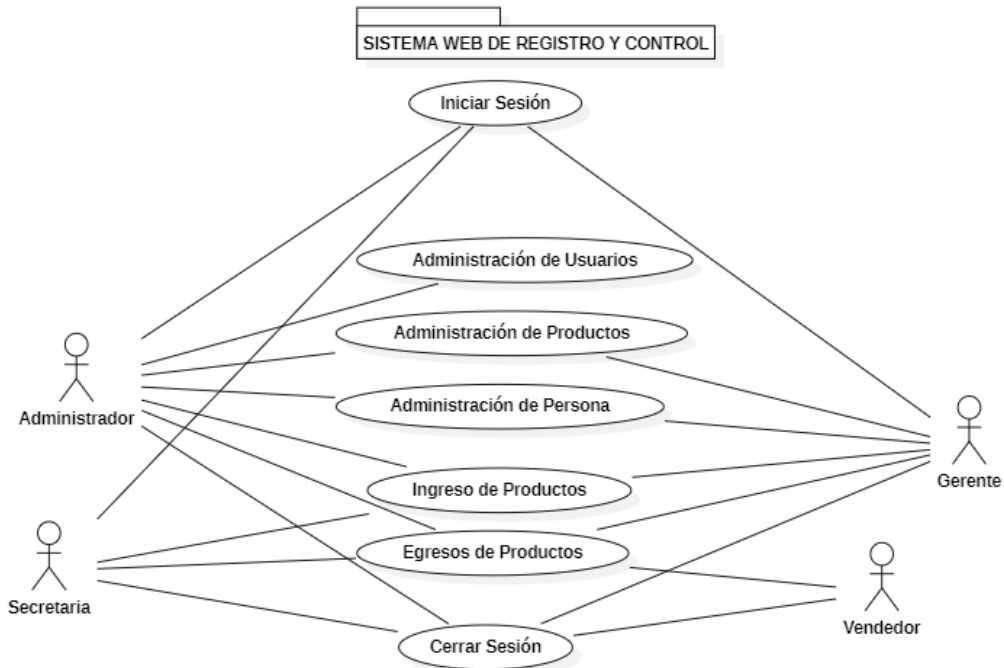 SISTEMA WEB DE REGISTRO Y CONTROL
Iniciar Sesión
Administración de Usuarios
Administración de Productos
Administración de Persona
Administrador
Ingreso de Productos
Gerente
Egresos de Productos
Secretaria
Vendedor
Cerrar Sesión